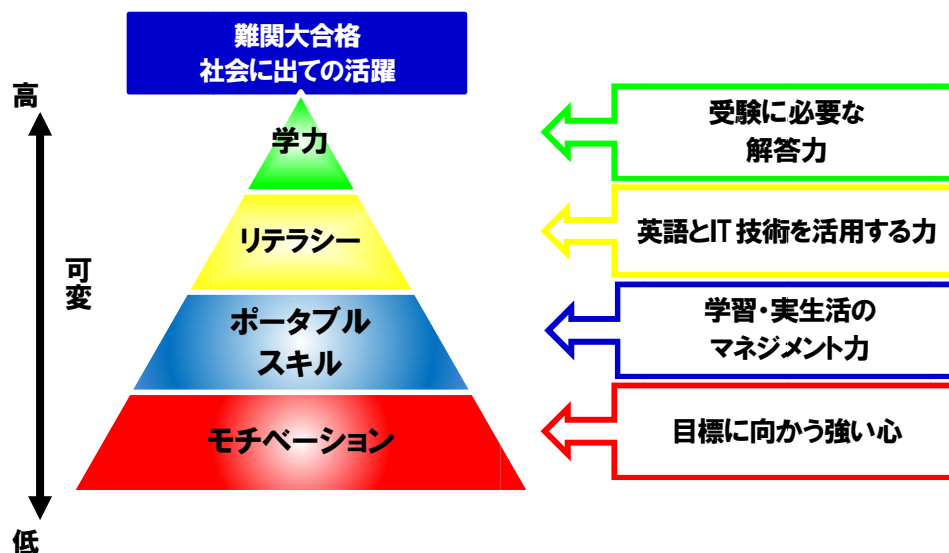 難関大合格
社会に出ての活躍
高
可変
低
学力
リテラシー
ポータブル
スキル
モチベーション
受験に必要な
解答力
英語とIT技術を活用する力
学習・実生活の
マネジメント力
目標に向かう強い心